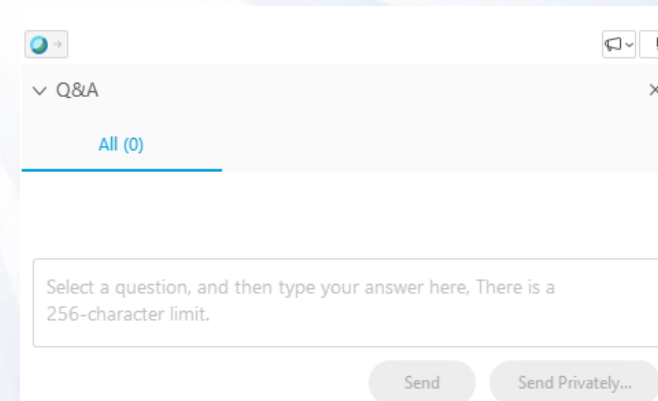 Q&A
All (0)
Select a question, and then type your answer here, There is a
256-character limit.
Send
Send Privately...